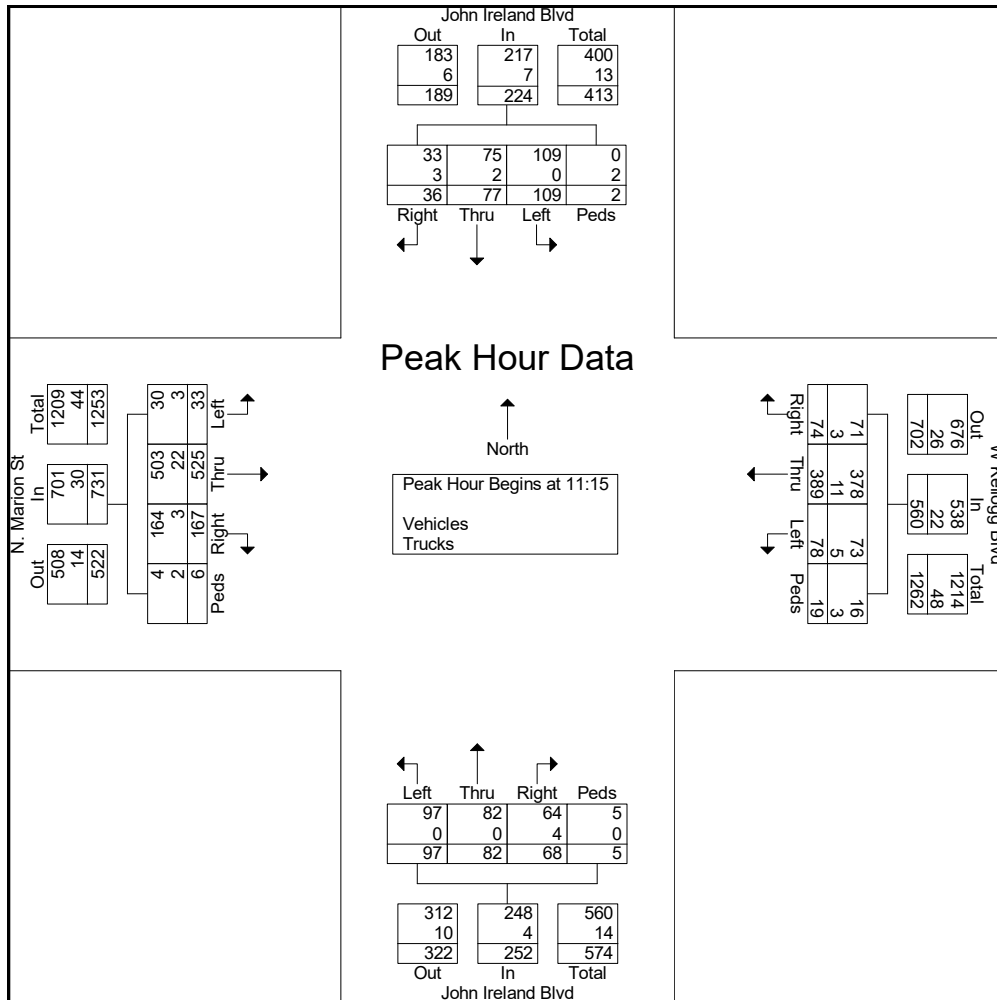 John Ireland Blvd
Out In Total
183 217 400
6 7 13
189 224 413
33 75 109 0
3 2 0 2
36 77 109 2
Right Thru Left Peds
Peak Hour Data
North
Peak Hour Begins at 11:15
Vehicles
Trucks
N. Marion St
Total In Out
1209 701 508
44 30 14
1253 731 522
30 503 164 4
3 22 3 2
33 525 167 6
Left Thru Right Peds
W Kellogg Blvd
Out In Total
676 538 1214
26 22 48
702 560 1262
71 378 73 16
3 11 5 3
74 389 78 19
Right Thru Left Peds
Left Thru Right Peds
97 82 64 5
0 0 4 0
97 82 68 5
312 248 560
10 4 14
322 252 574
Out In Total
John Ireland Blvd